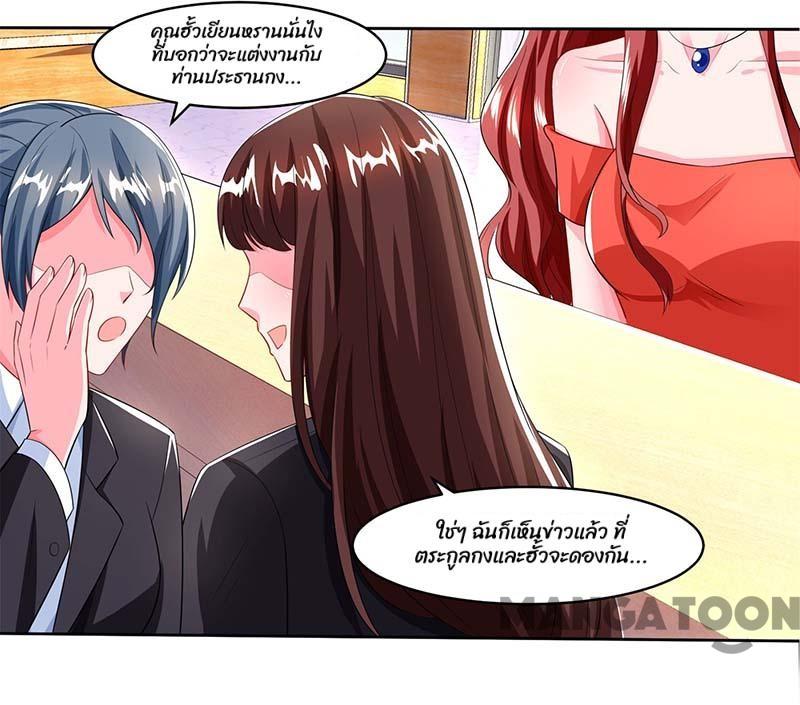 คุณฮั้วเยียนหรานนั่นไง
ที่บอกว่าจะแต่งงานกับ
ท่านประธานกง...
ใช่ๆ ฉันก็เห็นข่าวแล้ว ที่
ตระกูลกงและฮั้วจะดองกัน...
MANGATOON